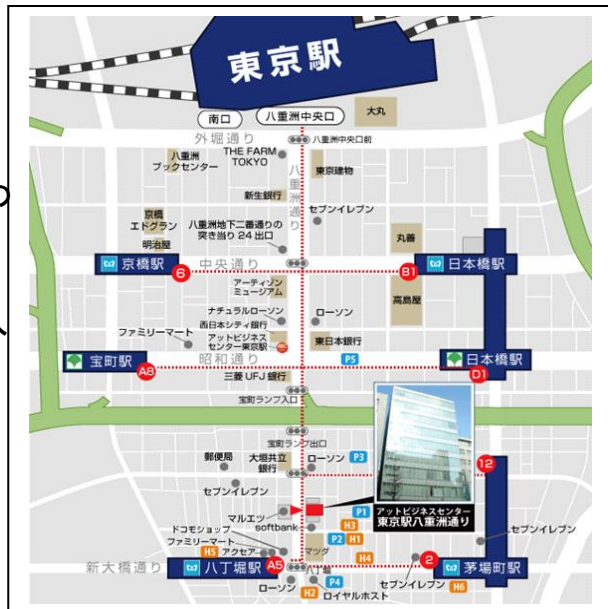 東京駅
南口
八重洲中央口
大丸
外堀通り
八重洲中央口前
八重洲
ブックセンター
THE FARM
TOKYO
東京建物
八重洲通り
新生銀行
セブンイレブン
京橋
エドグラン
八重洲地下二番通りの
突き当り 24 出口
丸善
明治屋
京橋駅
6
中央通り
B1
日本橋駅
アーティゾン
ミュージアム
高島屋
ナチュラルローソン
ローソン
ファミリーマート
西日本シティ銀行
アットビジネス
センター東京駅
東日本銀行
昭和通り
P5
宝町駅
A8
日本橋駅
D1
三菱UFJ銀行
宝町ランプ入口
宝町ランプ出口
郵便局
大垣共立
銀行
ローソン
P3
12
セブンイレブン
マルエツ
P1
アットビジネスセンター
東京駅八重洲通り
softbank
H3
ドコモショップ
P2
H1
セブンイレブン
ファミリーマート
マツダ
H5
アクセア
H4
新大橋通り
八丁堀駅
A5
八丁堀
2
茅場町駅
ローソン
H2
P4
ロイヤルホスト
セブンイレブン
H6